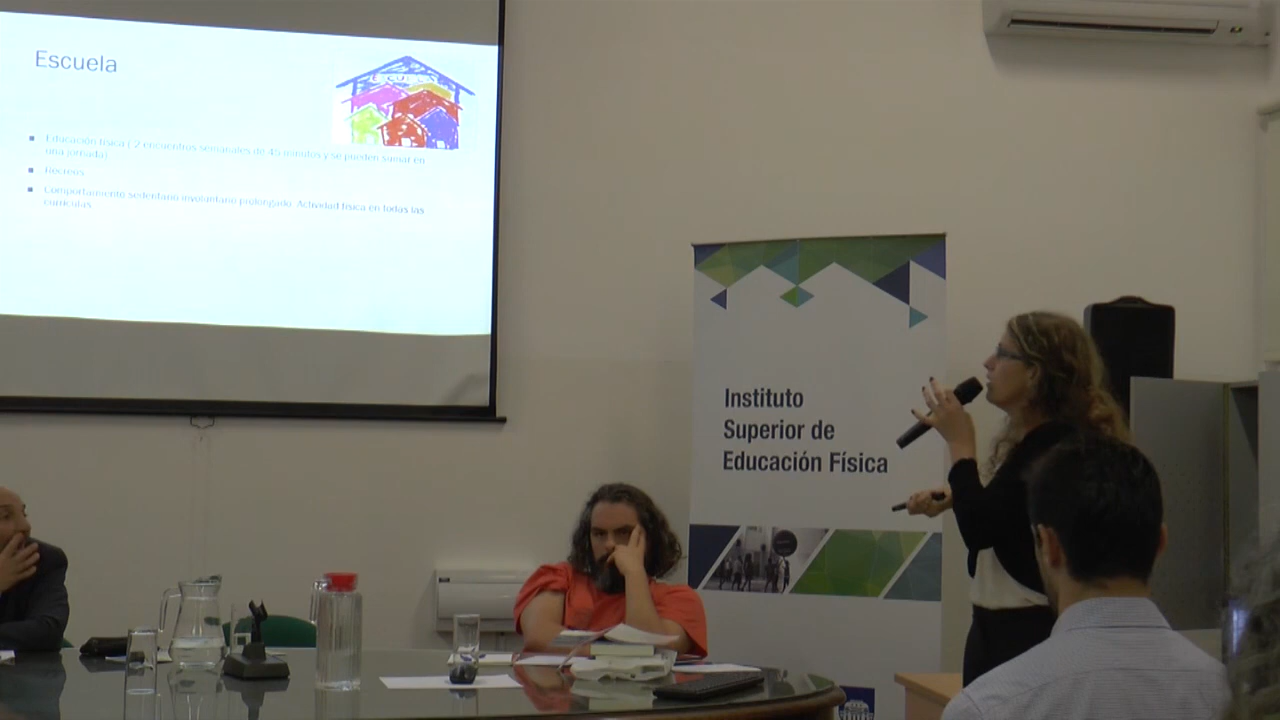 Escuela
ESCUELA
Educación física ( 2 encuentros semanales de 45 minutos y se pueden sumar en
una jornada)
Recreos
Comportamiento sedentario involuntario prolongado. Actividad física en todas las
currículas
Instituto
Superior de
Educación Física